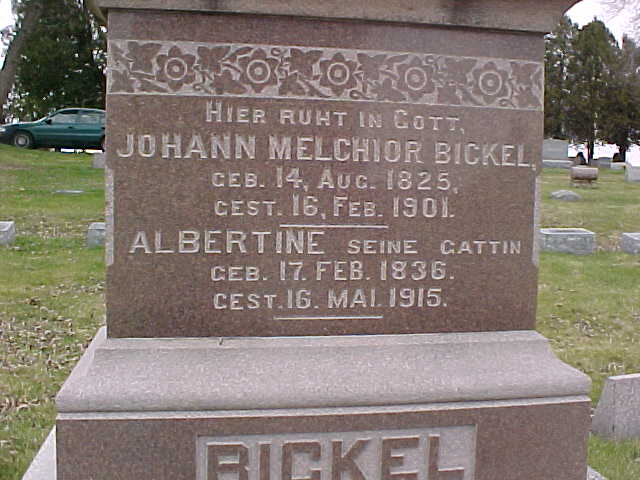 HIER RUHT IN GOTT,
JOHANN MELCHIOR BICKEL,
GEB. 14, AUG. 1825,
GEST. 16, FEB. 1901.
ALBERTINE SEINE GATTIN
GEB. 17. FEB. 1836.
GEST. 16. MAI. 1915.
BICKEL